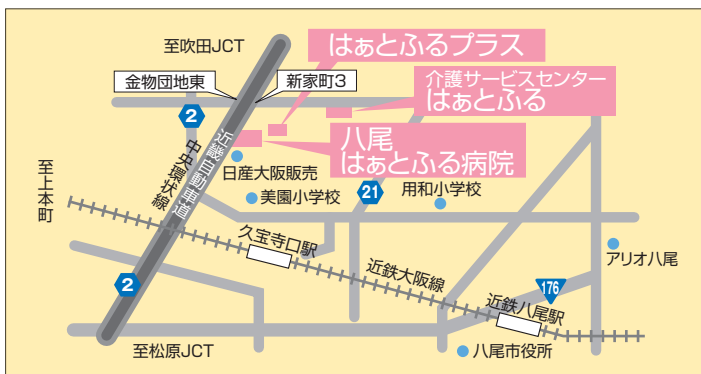 至吹田JCT
はぁとふるプラス
金物団地東
新家町3
介護サービスセンター
はぁとふる
2
八尾
はぁとふる病院
近畿自動車道
中央環状線
日産大阪販売
至上本町
美園小学校
21
用和小学校
久宝寺口駅
アリオ八尾
近鉄大阪線
2
176
近鉄八尾駅
至松原JCT
八尾市役所